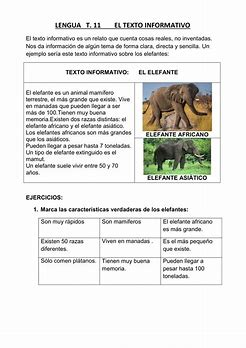 LENGUA T. 11 EL TEXTO INFORMATIVO
El texto informativo es un relato que cuenta cosas reales, no inventadas.
Nos da información de algún tema de forma clara, directa y sencilla. Un
ejemplo sería este texto informativo sobre los elefantes:
TEXTO INFORMATIVO: EL ELEFANTE
El elefante es un animal mamífero
terrestre, el más grande que existe. Vive
en manadas que pueden llegar a ser
más de 100.Tienen muy buena
memoria.Existen dos razas distintas: el
elefante africano y el elefante asiático.
Los elefantes africanos son más grande
que los asiáticos.
Pueden llegar a pesar hasta 7 toneladas.
Un tipo de elefante extinguido es el
mamut.
Un elefante suele vivir entre 50 y 70
años.
ELEFANTE AFRICANO
ELEFANTE ASIÁTICO
EJERCICIOS:
1. Marca las características verdaderas de los elefantes:
Son muy rápidos
Son mamíferos
El elefante africano
es más grande.
Existen 50 razas
diferentes.
Viven en manadas .
Es el más pequeño
que existe.
Sólo comen plátanos.
Tienen muy buena
memoria.
Pueden llegar a
pesar hasta 100
toneladas.